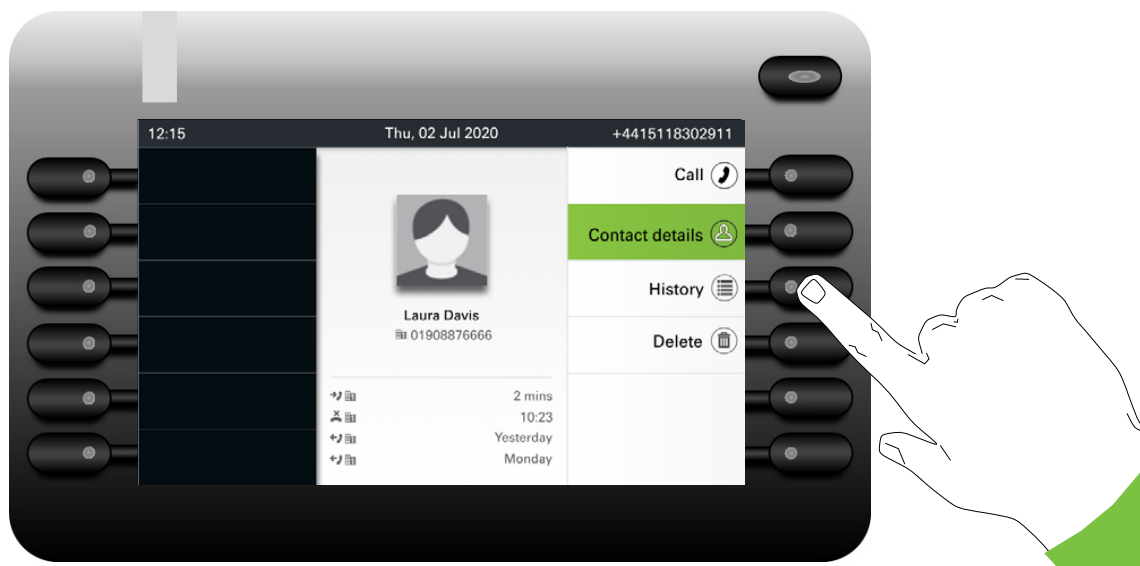 12:15 Thu, 02 Jul 2020 +4415118302911
Call
Contact details
History
Delete
Laura Davis
01908876666
2 mins
10:23
Yesterday
Monday